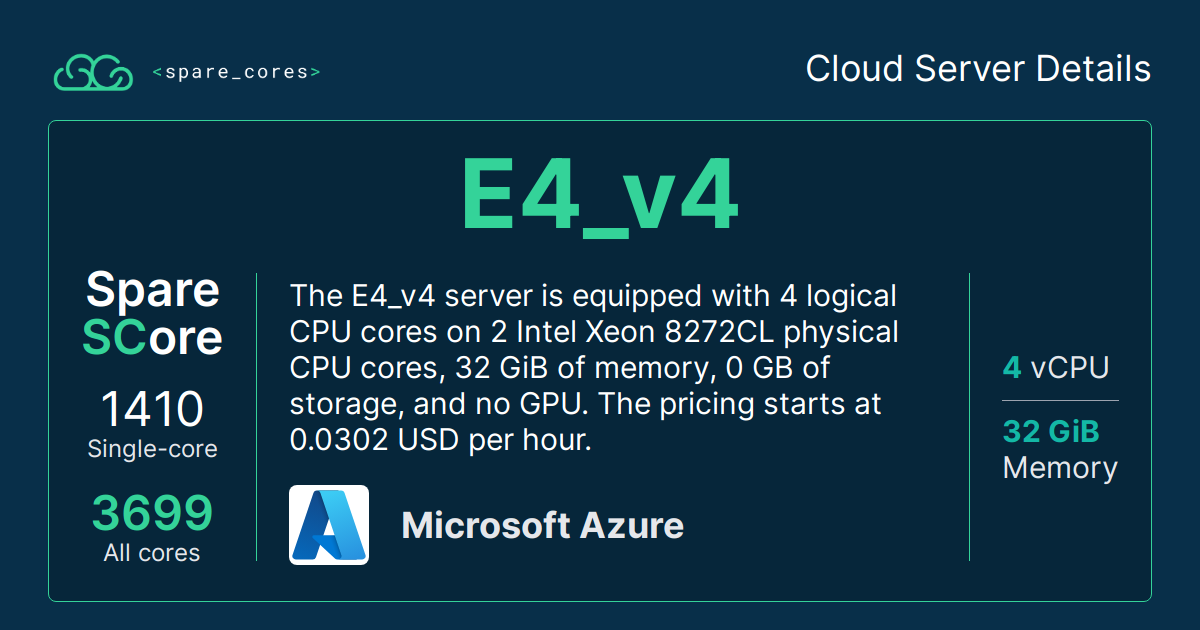 <spare_cores>
Cloud Server Details
E4_v4
Spare
SCore
1410
Single-core
3699
All cores
The E4_v4 server is equipped with 4 logical
CPU cores on 2 Intel Xeon 8272CL physical
CPU cores, 32 GiB of memory, 0 GB of
storage, and no GPU. The pricing starts at
0.0302 USD per hour.
Microsoft Azure
4 vCPU
32 GiB
Memory